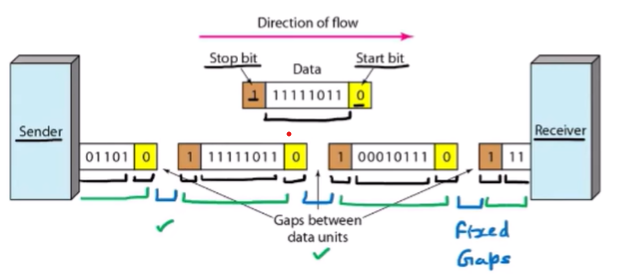 Direction of flow
Stop bit
Data
Start bit
1 11111011 0
Sender
Receiver
01101 0
1 11111011 0
1 00010111 0
1 11
Gaps between
data units
Fixed
Gaps